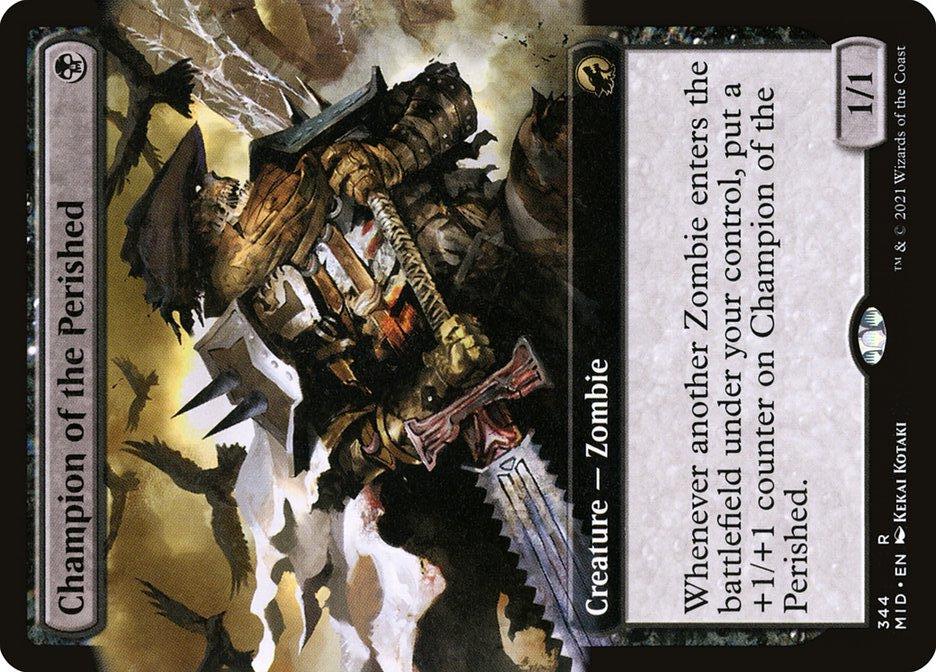 Champion of the Perished
Creature — Zombie
Whenever another Zombie enters the
battlefield under your control, put a
+1/+1 counter on Champion of the
Perished.
1/1
344 R
MID • EN KEKAI KOTAKI
™ & © 2021 Wizards of the Coast